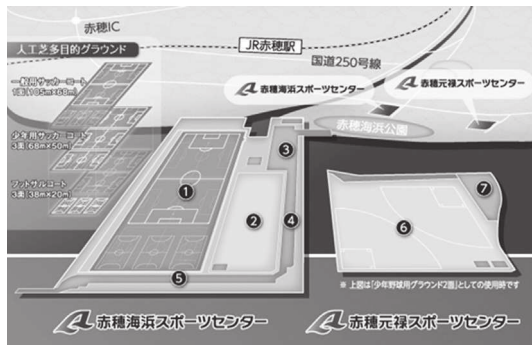 赤穂IC
人工芝多目的グラウンド
一般用サッカーコート
1面(105m×68m)
少年用サッカーコート
3面(68m×50m)
フットサルコート
3面(38m×20m)
JR赤穂駅
国道250号線
赤穂海浜スポーツセンター
赤穂元禄スポーツセンター
赤穂海浜公園
1
2
3
4
5
6
7
※ 上図は「少年野球用グラウンド2面」としての使用時です
赤穂海浜スポーツセンター
赤穂元禄スポーツセンター